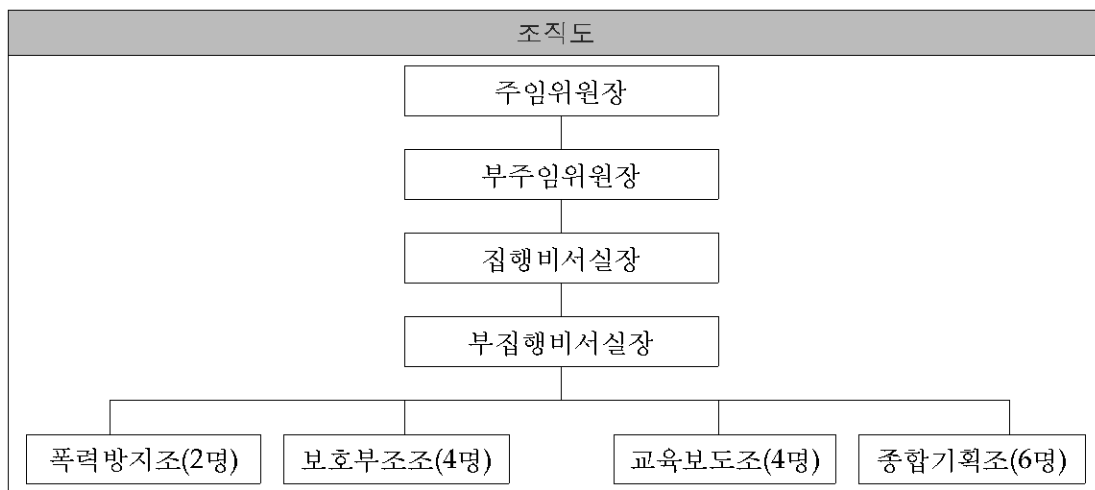 조직도
주임위원장
부주임위원장
집행비서실장
부집행비서실장
폭력방지조(2명) 보호부조조(4명) 교육보도조(4명) 종합기획조(6명)